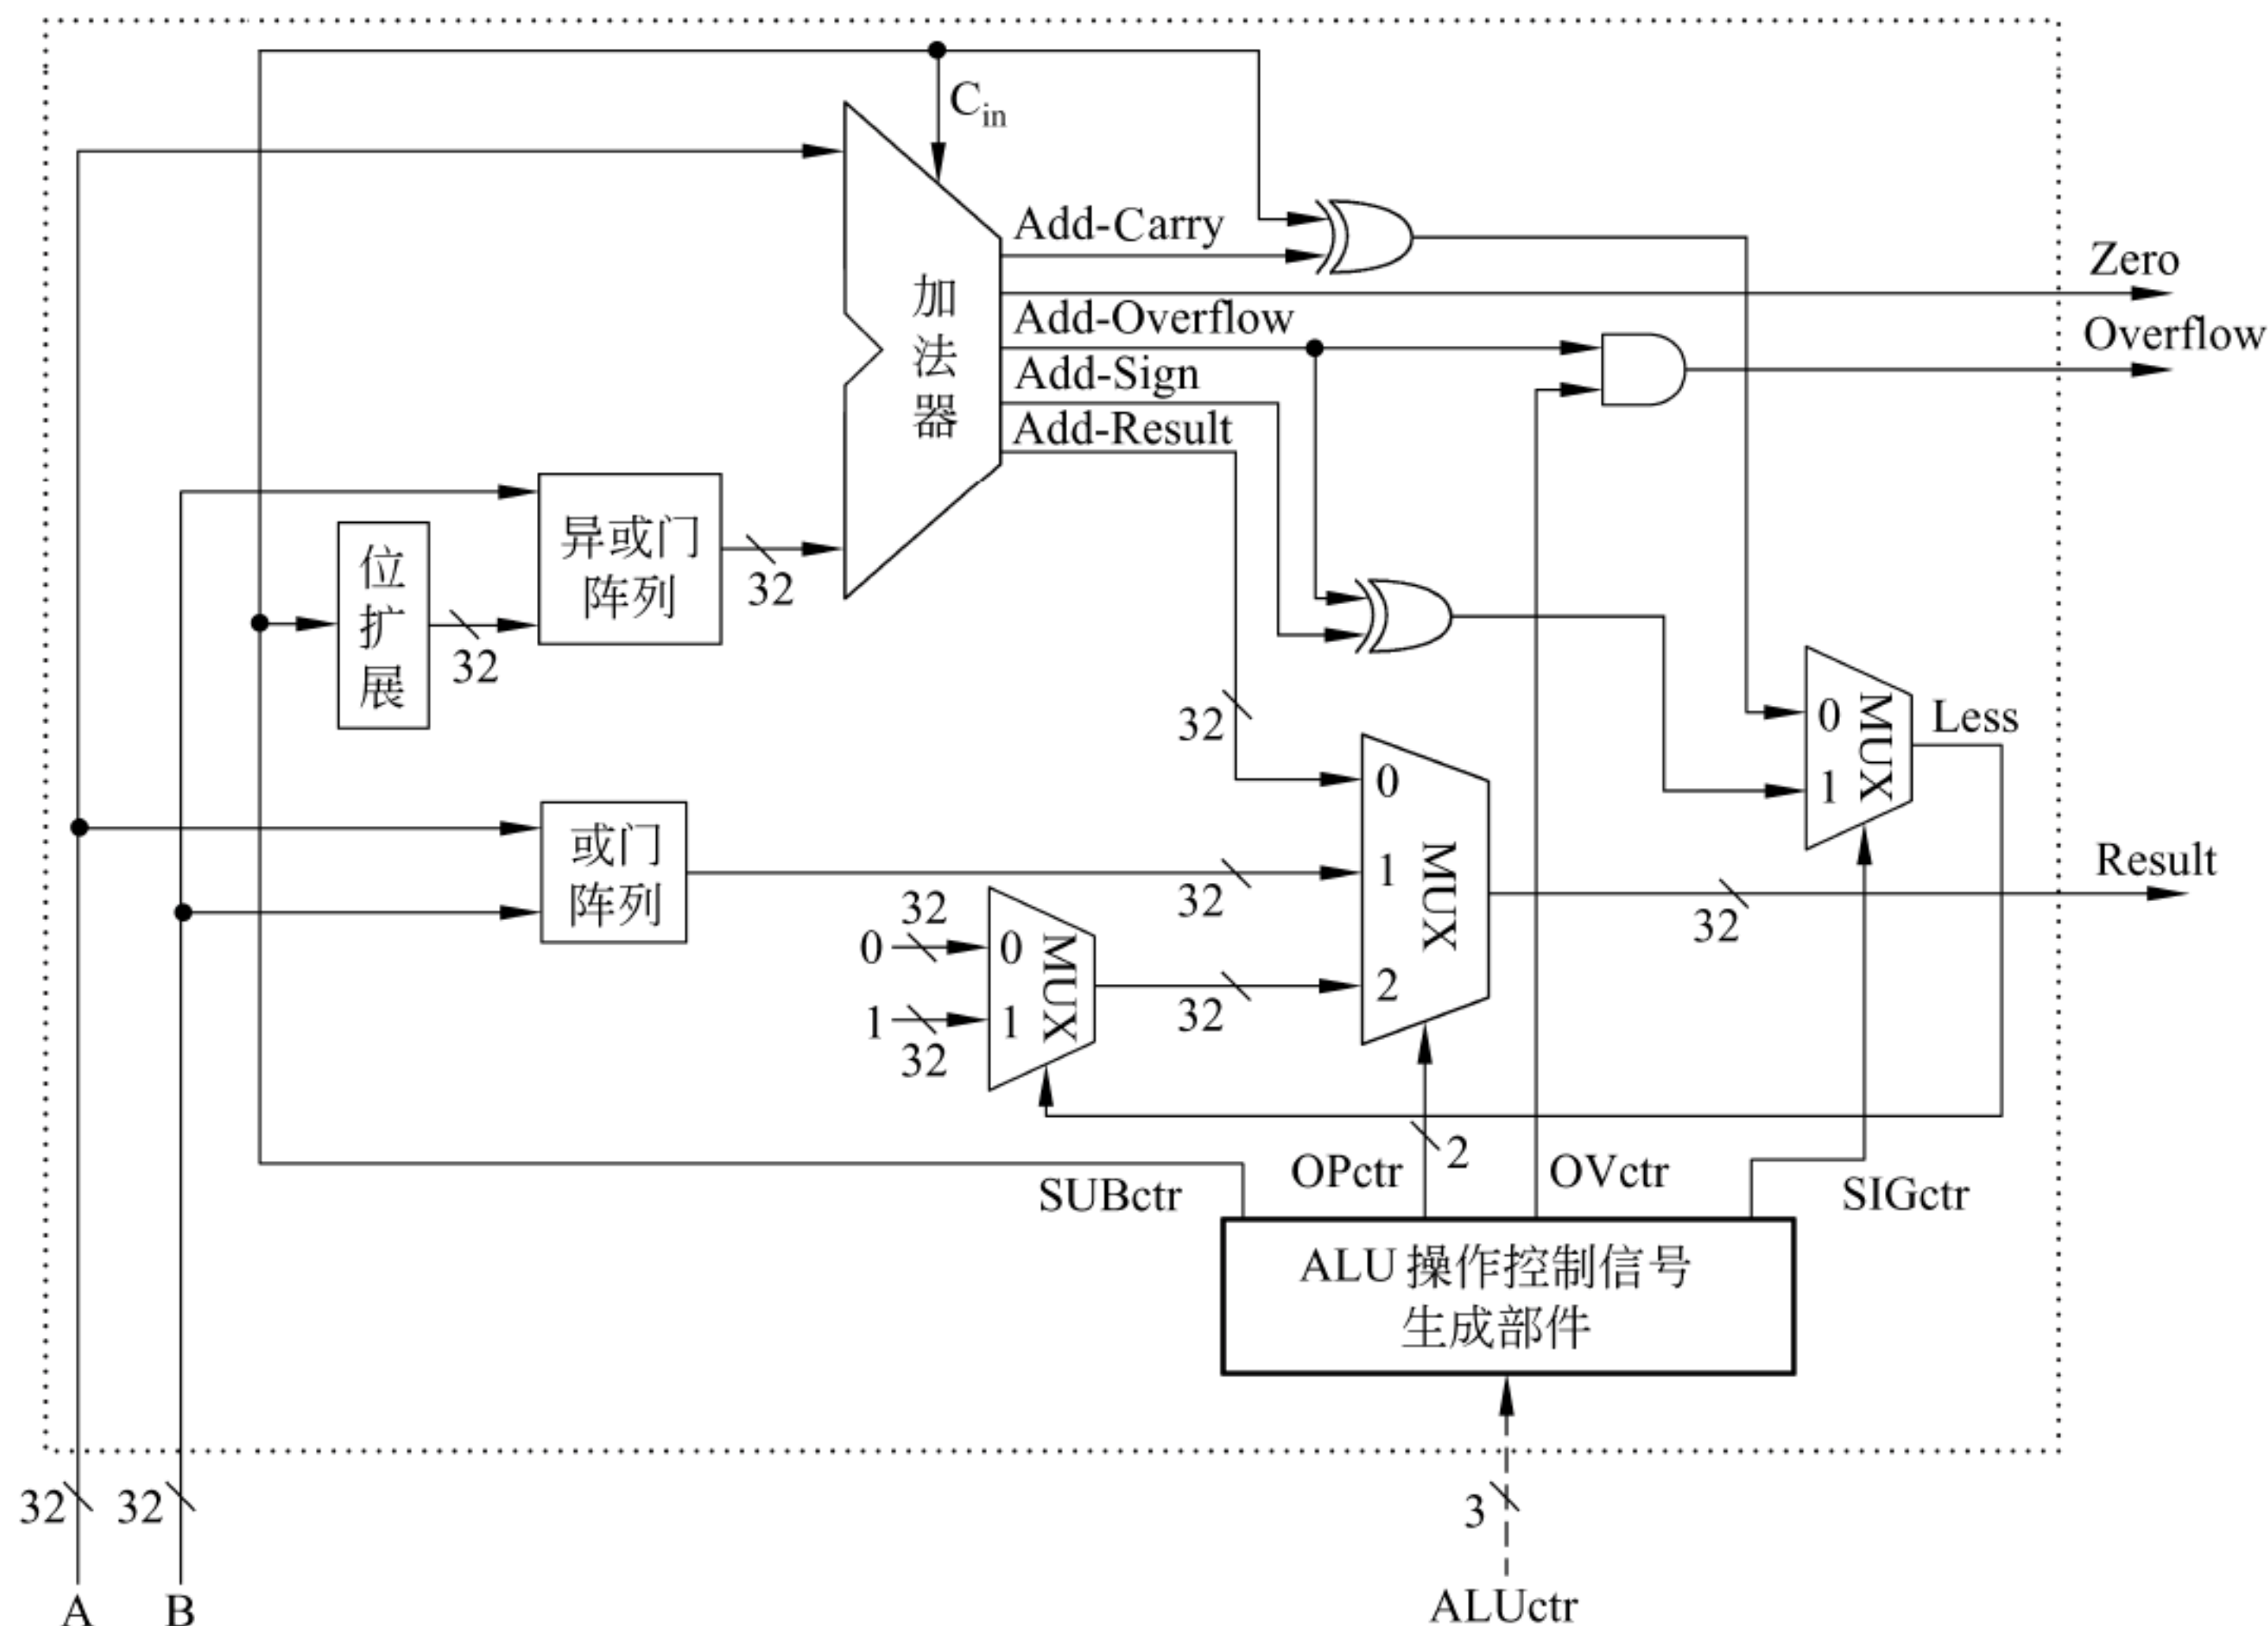 Cin
Add-Carry
Zero
Add-Overflow
Overflow
Add-Sign
Add-Result
加法器
异或门
阵列
32
位扩展
32
32
0
MUX
Less
1
0
MUX
1
2
或门
阵列
32
Result
32
32
0
0
MUX
1
1
32
32
2
SUBctr
OPctr
OVctr
SIGctr
ALU 操作控制信号
生成部件
32
32
3
A
B
ALUctr